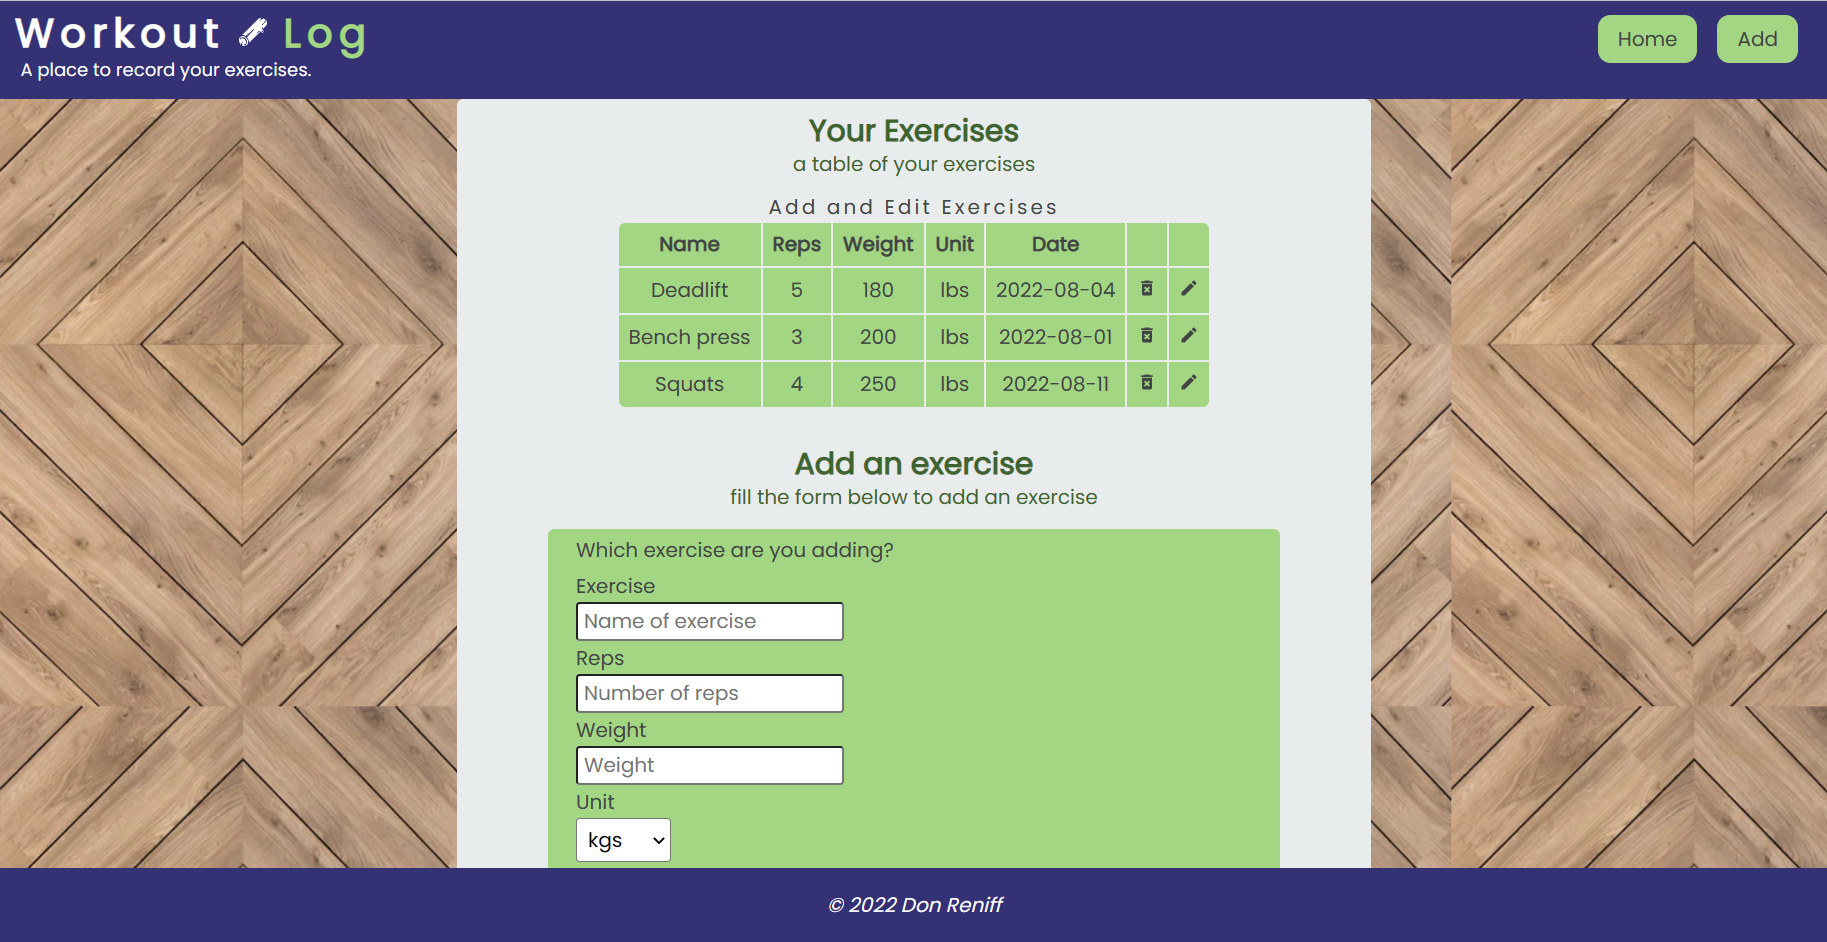 Workout Log
A place to record your exercises.
Home Add
Your Exercises
a table of your exercises
Add and Edit Exercises
Name Reps Weight Unit Date
Deadlift 5 180 lbs 2022-08-04
Bench press 3 200 lbs 2022-08-01
Squats 4 250 lbs 2022-08-11
Add an exercise
fill the form below to add an exercise
Which exercise are you adding?
Exercise
Name of exercise
Reps
Number of reps
Weight
Weight
Unit
kgs
© 2022 Don Reniff